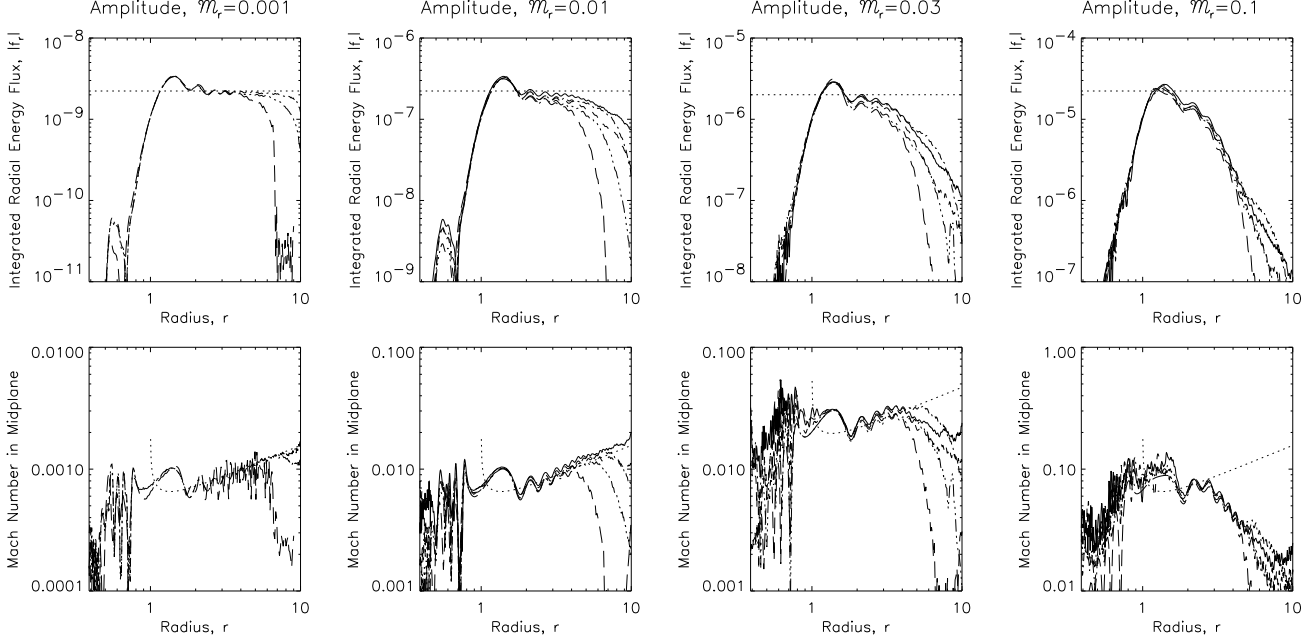 Amplitude, ℳᵣ=0.001
Amplitude, ℳᵣ=0.01
Amplitude, ℳᵣ=0.03
Amplitude, ℳᵣ=0.1
Integrated Radial Energy Flux, |fᵣ|
10⁻⁸
10⁻⁹
10⁻¹⁰
10⁻¹¹
1
10
Radius, r
Integrated Radial Energy Flux, |fᵣ|
10⁻⁶
10⁻⁷
10⁻⁸
10⁻⁹
1
10
Radius, r
Integrated Radial Energy Flux, |fᵣ|
10⁻⁵
10⁻⁶
10⁻⁷
10⁻⁸
1
10
Radius, r
Integrated Radial Energy Flux, |fᵣ|
10⁻⁴
10⁻⁵
10⁻⁶
10⁻⁷
1
10
Radius, r
Mach Number in Midplane
0.0100
0.0010
0.0001
1
10
Radius, r
Mach Number in Midplane
0.100
0.010
0.001
1
10
Radius, r
Mach Number in Midplane
0.100
0.010
0.001
1
10
Radius, r
Mach Number in Midplane
1.00
0.10
0.01
1
10
Radius, r